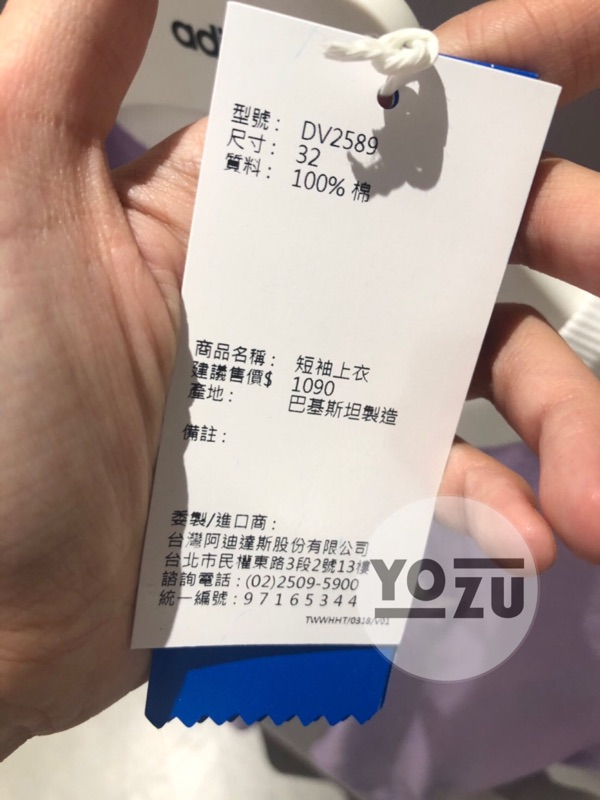 adi
型號： DV2589
尺寸： 32
質料： 100% 棉
商品名稱： 短袖上衣
建議售價$ 1090
產地： 巴基斯坦製造
備註：
委製/進口商：
台灣阿迪達斯股份有限公司
台北市民權東路3段2號13樓
諮詢電話：(02)2509-5900
統一編號：97165344
TWWHHT/0318/V01
YOZU